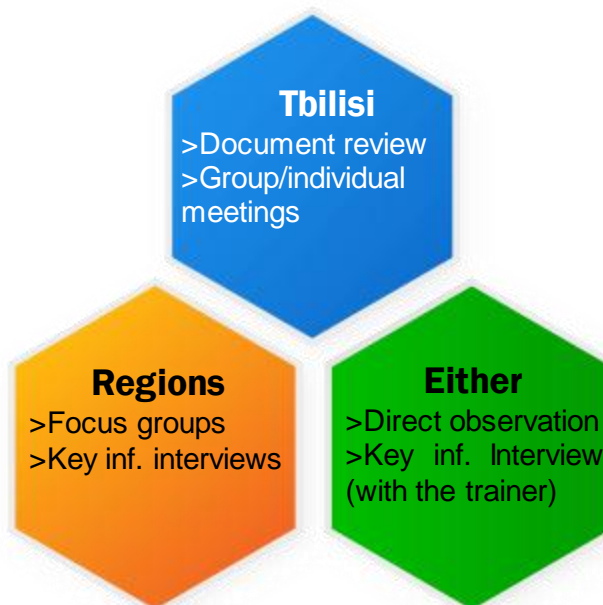 Tbilisi
>Document review
>Group/individual
meetings
Regions
>Focus groups
>Key inf. interviews
Either
>Direct observation
>Key inf. Interview
(with the trainer)